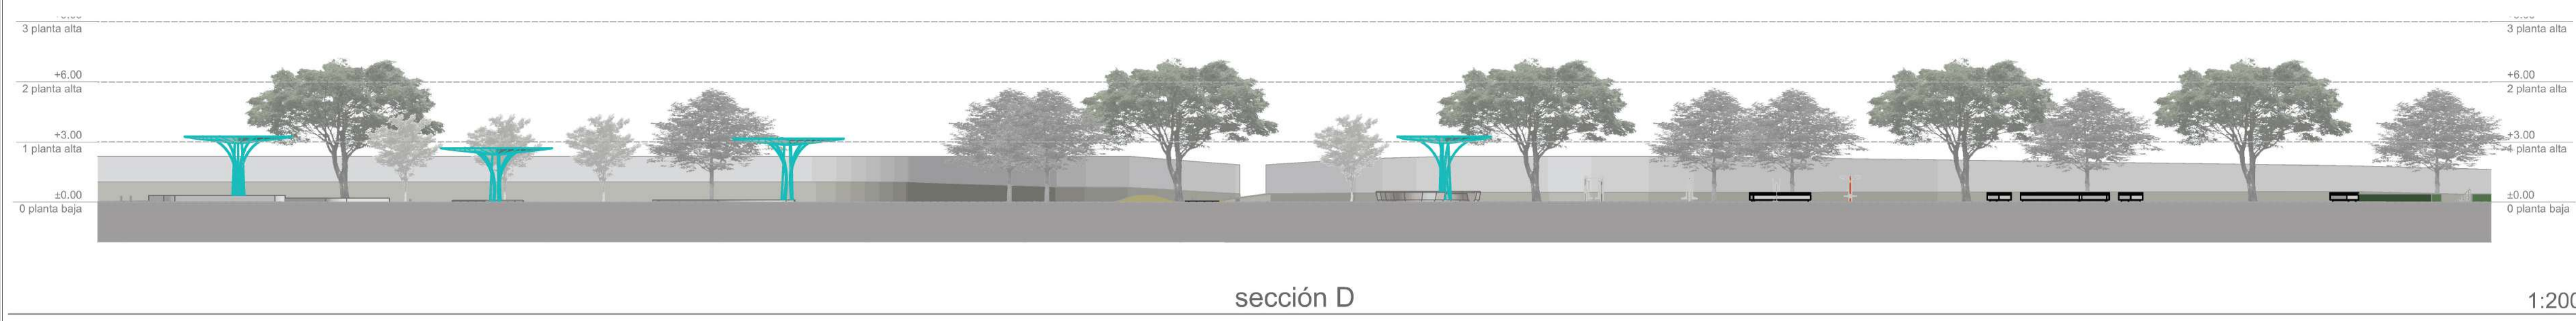 3 planta alta
3 planta alta
+6.00
2 planta alta
+6.00
2 planta alta
+3.00
1 planta alta
+3.00
planta alta
±0.00
0 planta baja
±0.00
0 planta baja
sección D
1:200